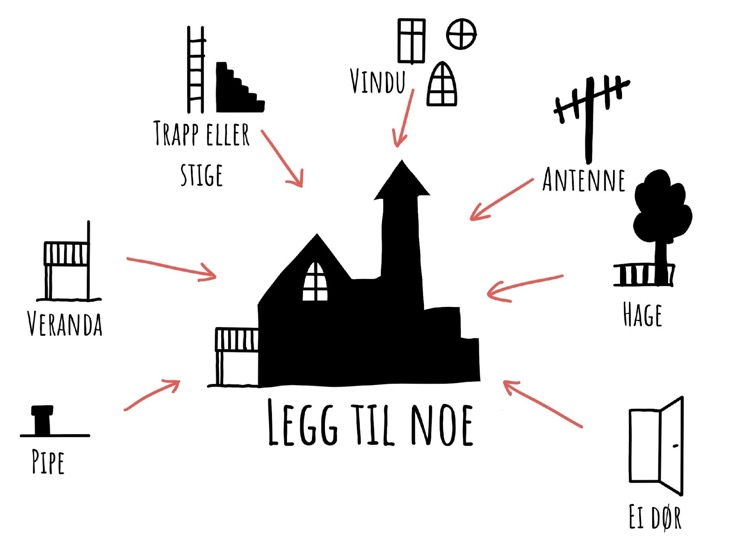 Vindu
Trapp eller
stige
Antenne
Veranda
Hage
Legg til noe
Pipe
Ei dør